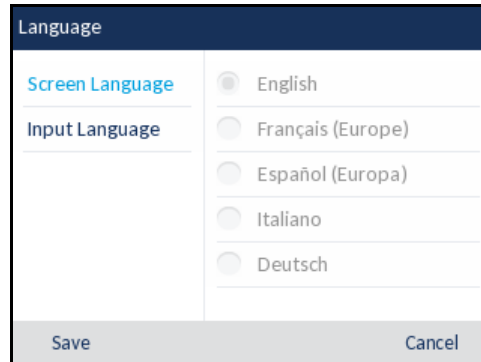 Language
Screen Language
Input Language
English
Français (Europe)
Español (Europa)
Italiano
Deutsch
Save
Cancel